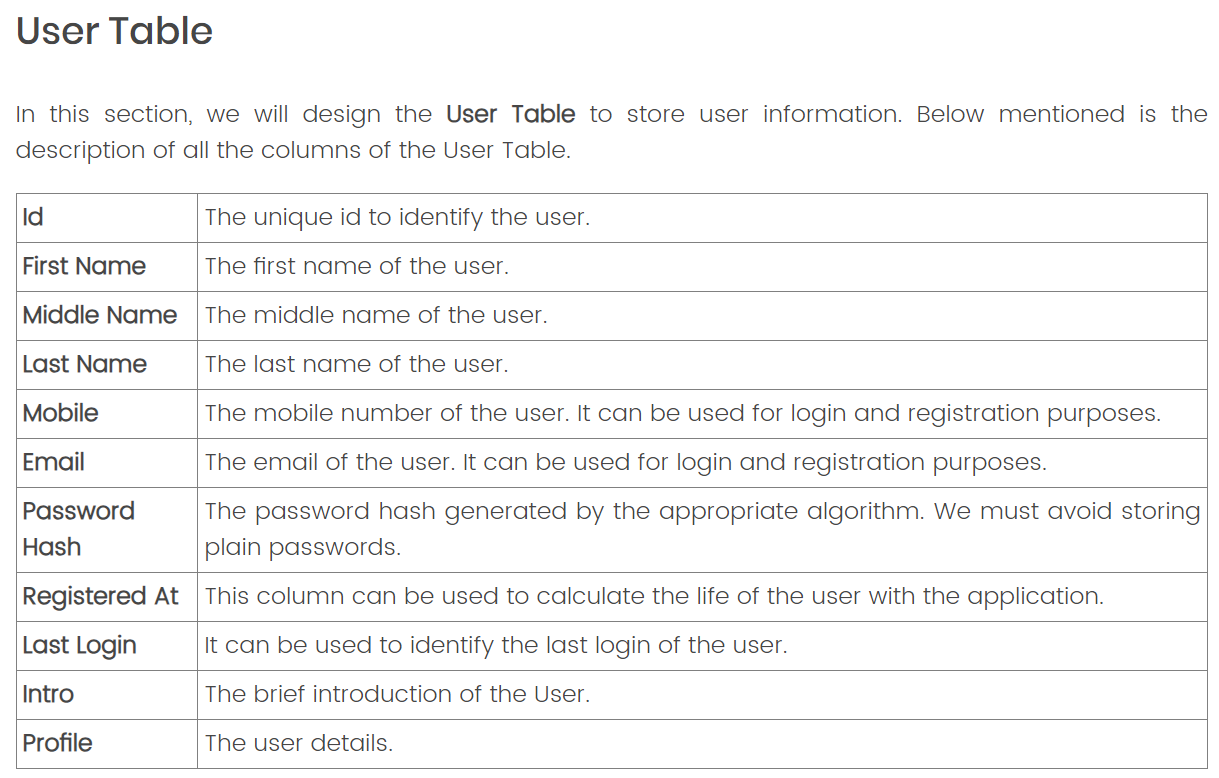 User Table
In this section, we will design the User Table to store user information. Below mentioned is the
description of all the columns of the User Table.
Id The unique id to identify the user.
First Name The first name of the user.
Middle Name The middle name of the user.
Last Name The last name of the user.
Mobile The mobile number of the user. It can be used for login and registration purposes.
Email The email of the user. It can be used for login and registration purposes.
Password The password hash generated by the appropriate algorithm. We must avoid storing
Hash plain passwords.
Registered At This column can be used to calculate the life of the user with the application.
Last Login It can be used to identify the last login of the user.
Intro The brief introduction of the User.
Profile The user details.